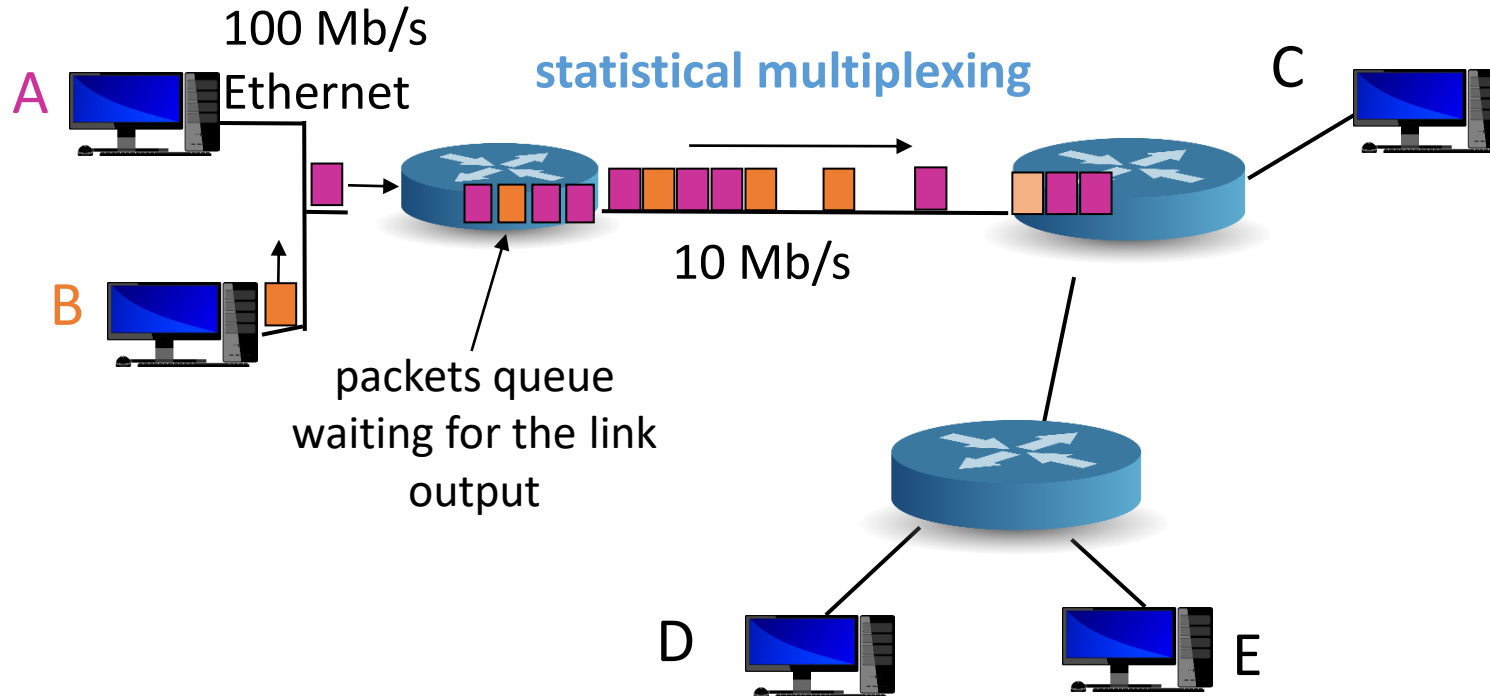 100 Mb/s
Ethernet
statistical multiplexing
A
C
10 Mb/s
B
packets queue
waiting for the link
output
D
E